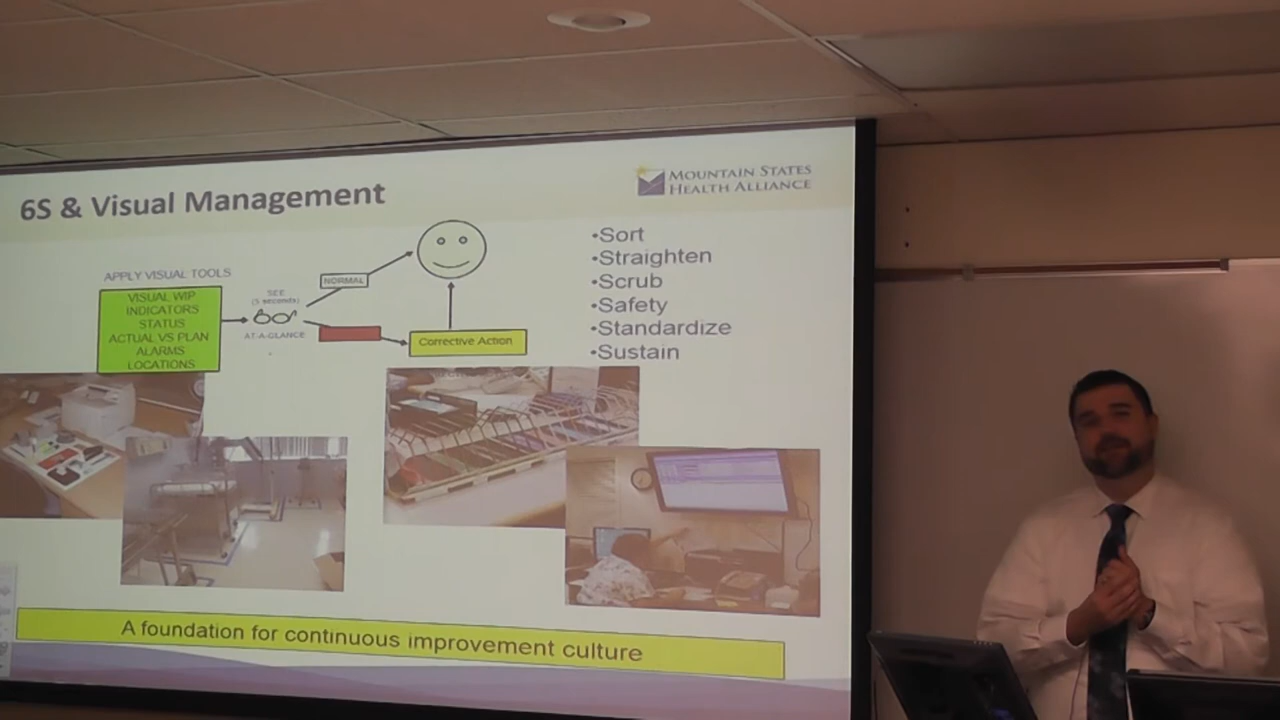 6S & Visual Management
MOUNTAIN STATES
HEALTH ALLIANCE
APPLY VISUAL TOOLS
VISUAL WIP
INDICATORS
STATUS
ACTUAL VS PLAN
ALARMS
LOCATIONS
SEE
(5 seconds)
AT-A-GLANCE
NORMAL
Corrective Action
•Sort
•Straighten
•Scrub
•Safety
•Standardize
•Sustain
A foundation for continuous improvement culture